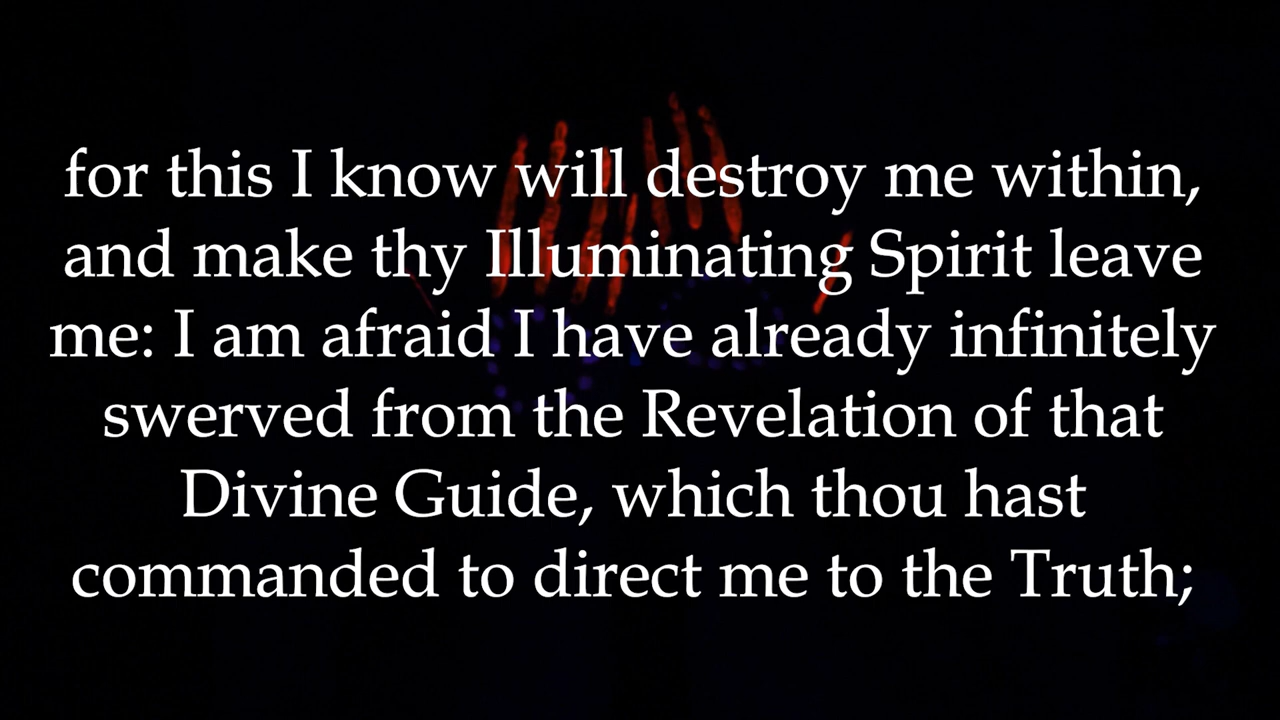 for this I know will destroy me within,
and make thy Illuminating Spirit leave
me: I am afraid I have already infinitely
swerved from the Revelation of that
Divine Guide, which thou hast
commanded to direct me to the Truth;